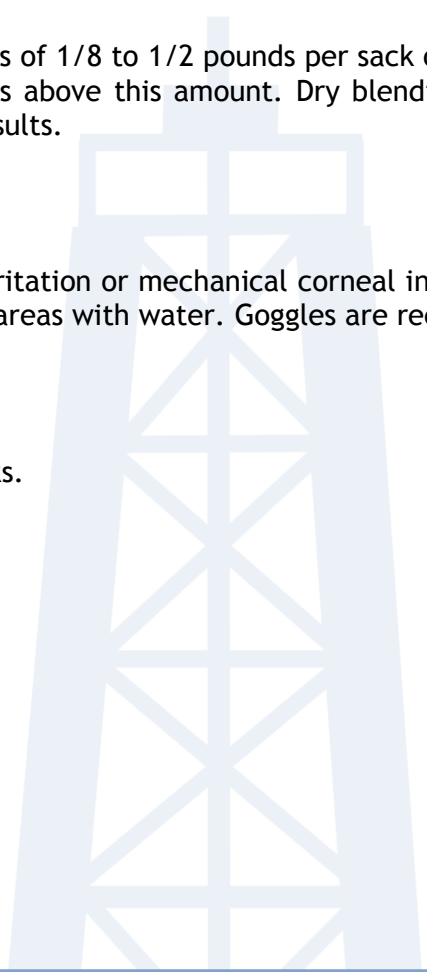 s of 1/8 to 1/2 pounds per sack
s above this amount. Dry blend
sults.
ritation or mechanical corneal in
areas with water. Goggles are re
s.